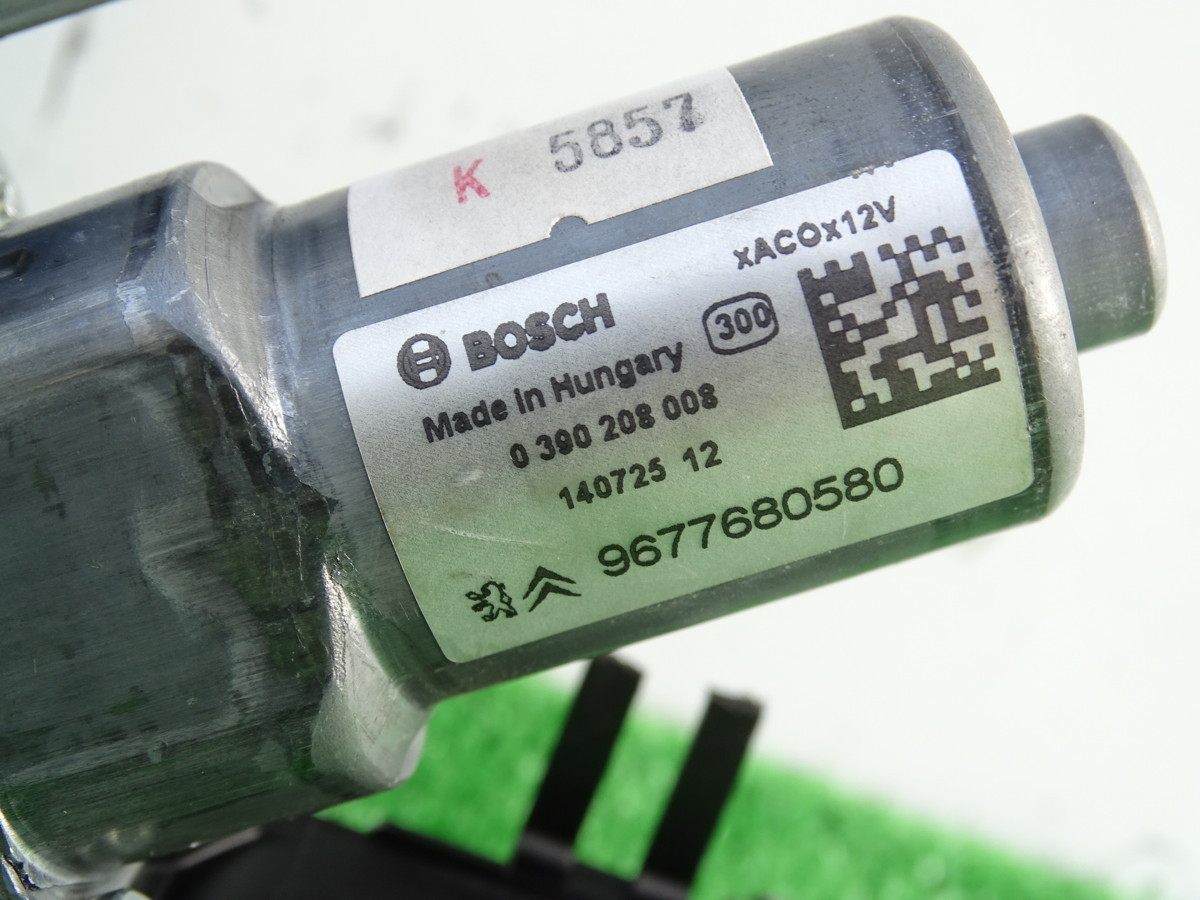 K 5857
xACOx12V
BOSCH
300
Made in Hungary
0 390 208 008
140725 12
9677680580